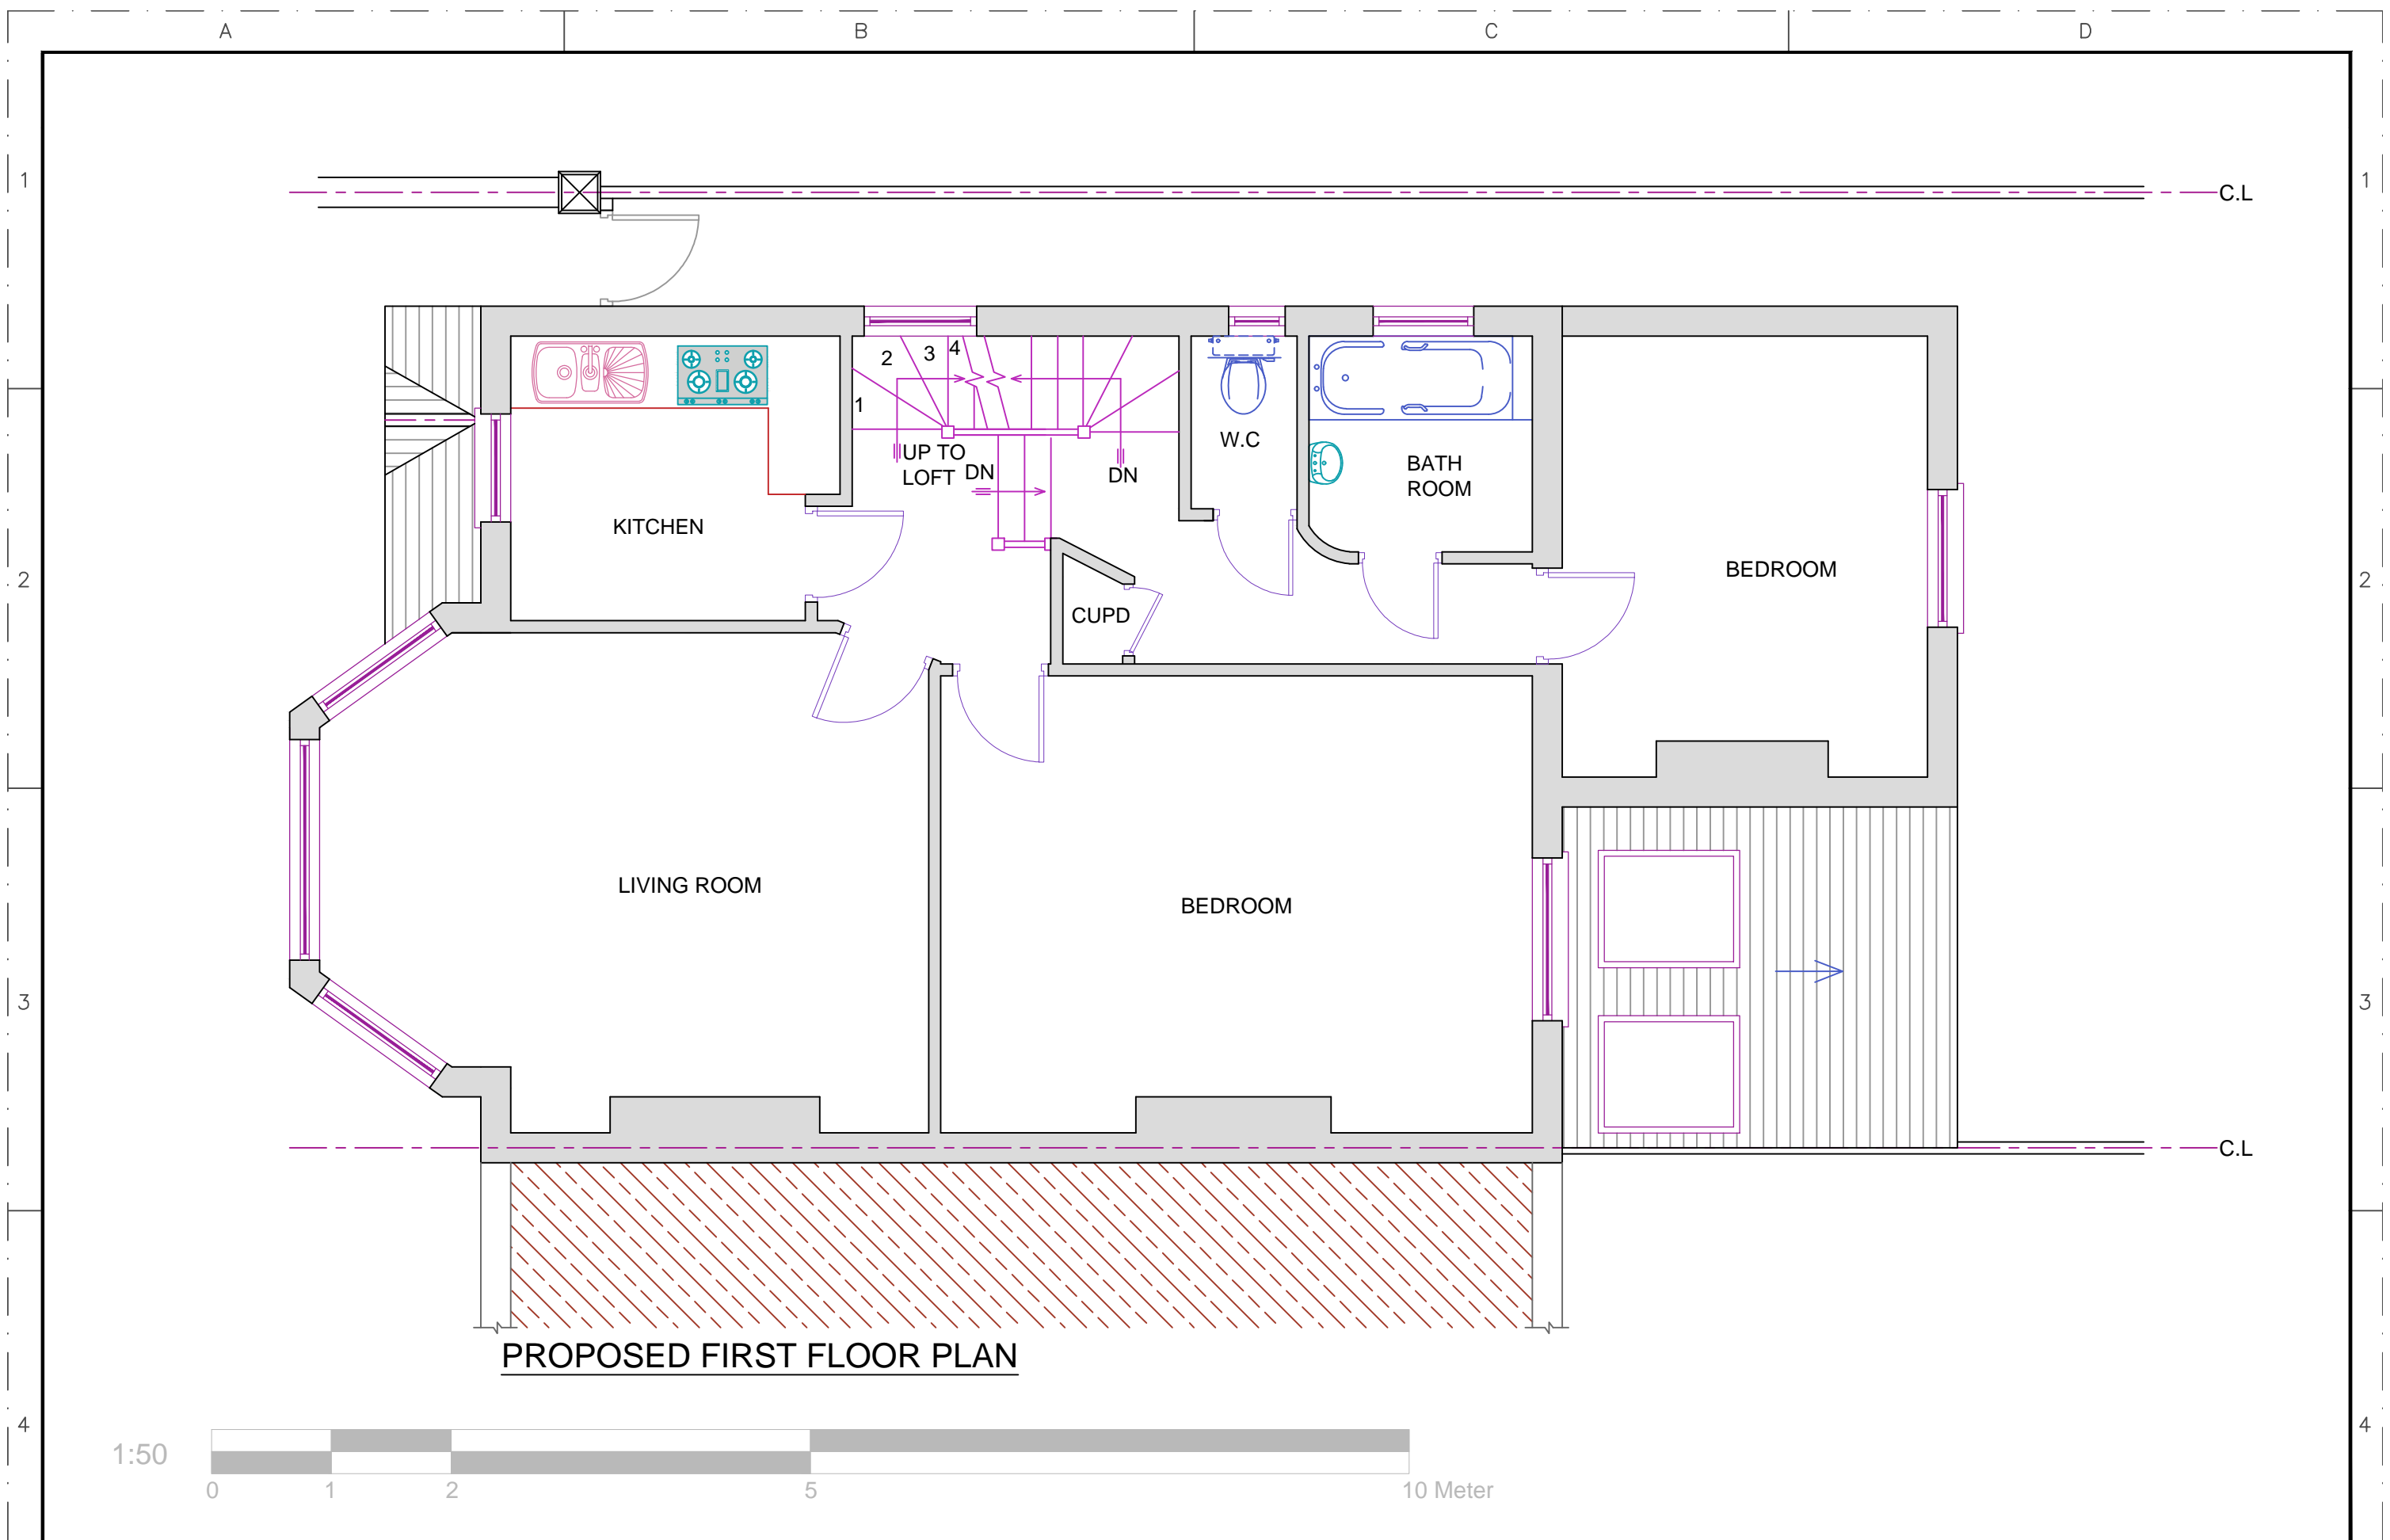 A B C D
1 1
C.L
2 3 4
1
UP TO
LOFT DN
DN
W.C
BATH
ROOM
KITCHEN
BEDROOM
2 2
CUPD
LIVING ROOM
BEDROOM
3 3
C.L
PROPOSED FIRST FLOOR PLAN
4 4
1:50
0 1 2 5 10 Meter